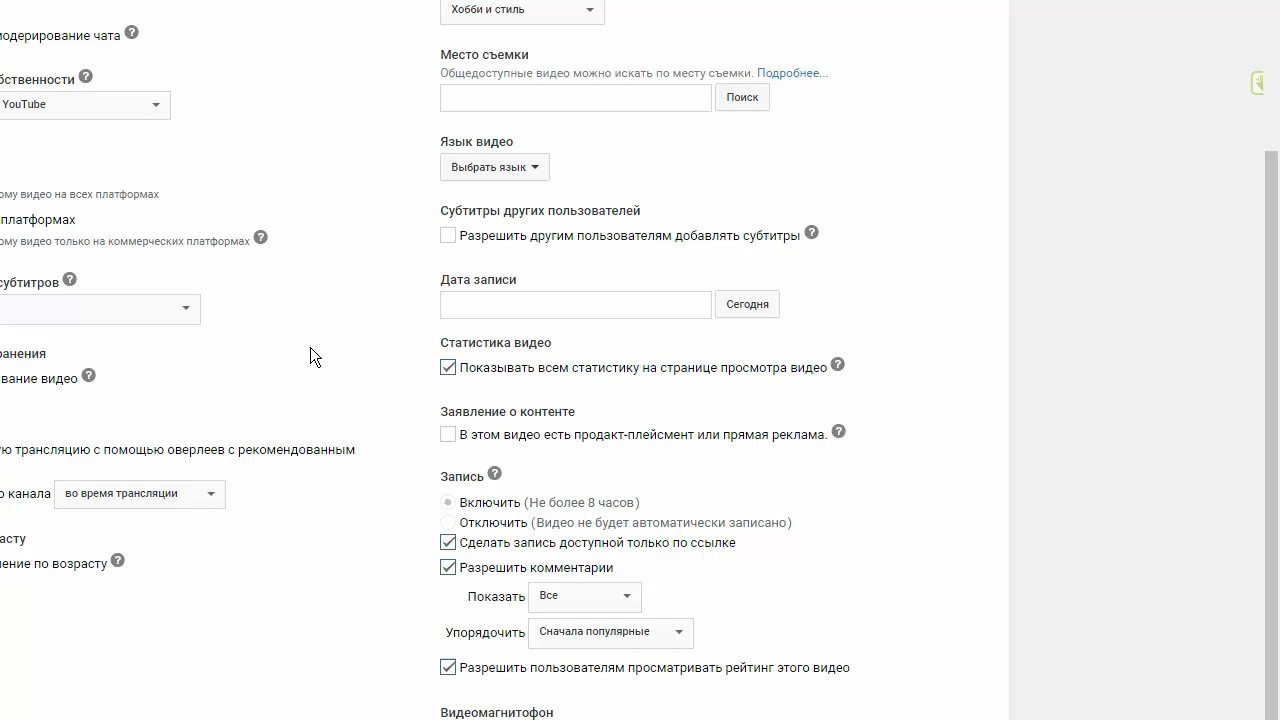 модерирование чата
бственности
YouTube
ому видео на всех платформах
платформах
ому видео только на коммерческих платформах
субтитров
ранения
вание видео
ую трансляцию с помощью оверлеев с рекомендованным
о канала во время трансляции
асту
ение по возрасту
Хобби и стиль
Место съемки
Общедоступные видео можно искать по месту съемки. Подробнее...
Поиск
Язык видео
Выбрать язык
Субтитры других пользователей
Разрешить другим пользователям добавлять субтитры
Дата записи
Сегодня
Статистика видео
Показывать всем статистику на странице просмотра видео
Заявление о контенте
В этом видео есть продакт-плейсмент или прямая реклама.
Запись
Включить (Не более 8 часов)
Отключить (Видео не будет автоматически записано)
Сделать запись доступной только по ссылке
Разрешить комментарии
Показать Все
Упорядочить Сначала популярные
Разрешить пользователям просматривать рейтинг этого видео
Видеомагнитофон